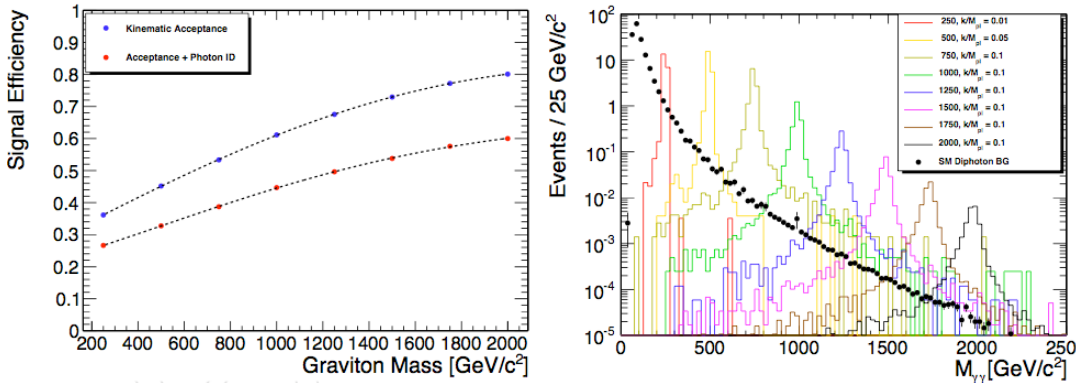 Signal Efficiency
1
0.9
0.8
0.7
0.6
0.5
0.4
0.3
0.2
0.1
0
Kinematic Acceptance
Acceptance + Photon ID
200 400 600 800 1000 1200 1400 1600 1800 2000
Graviton Mass [GeV/c²]
Events / 25 GeV/c²
10²
10
1
10⁻¹
10⁻²
10⁻³
10⁻⁴
10⁻⁵
250, k/M_pl = 0.01
500, k/M_pl = 0.05
750, k/M_pl = 0.1
1000, k/M_pl = 0.1
1250, k/M_pl = 0.1
1500, k/M_pl = 0.1
1750, k/M_pl = 0.1
2000, k/M_pl = 0.1
SM Diphoton BG
0 500 1000 1500 2000 2500
M_γγ [GeV/c²]